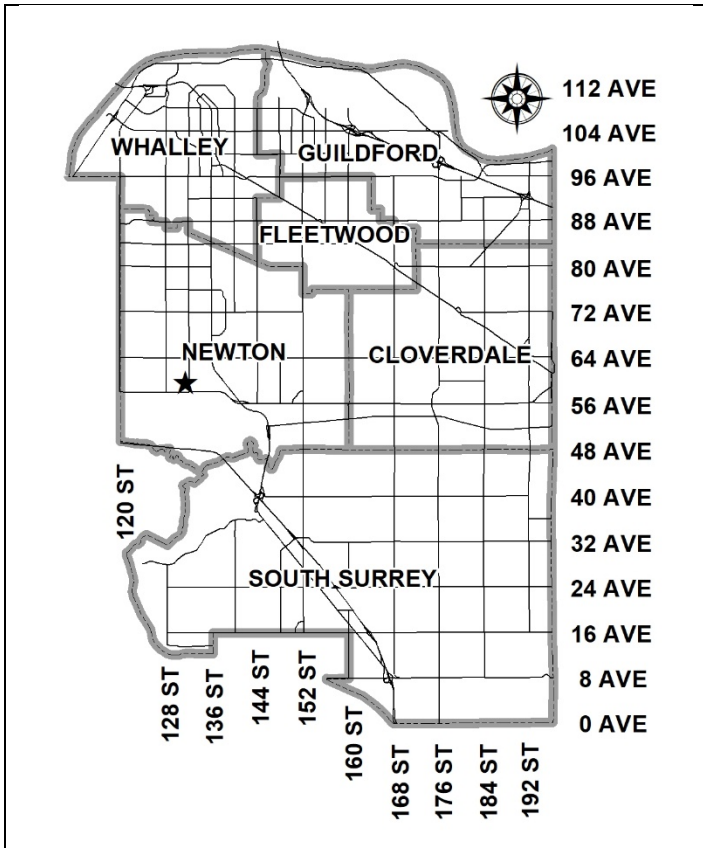 112 AVE
104 AVE
WHALLEY
GUILDFORD
96 AVE
88 AVE
FLEETWOOD
80 AVE
72 AVE
NEWTON
CLOVERDALE
64 AVE
56 AVE
48 AVE
120 ST
40 AVE
32 AVE
SOUTH SURREY
24 AVE
16 AVE
8 AVE
0 AVE
128 ST
136 ST
144 ST
152 ST
160 ST
168 ST
176 ST
184 ST
192 ST